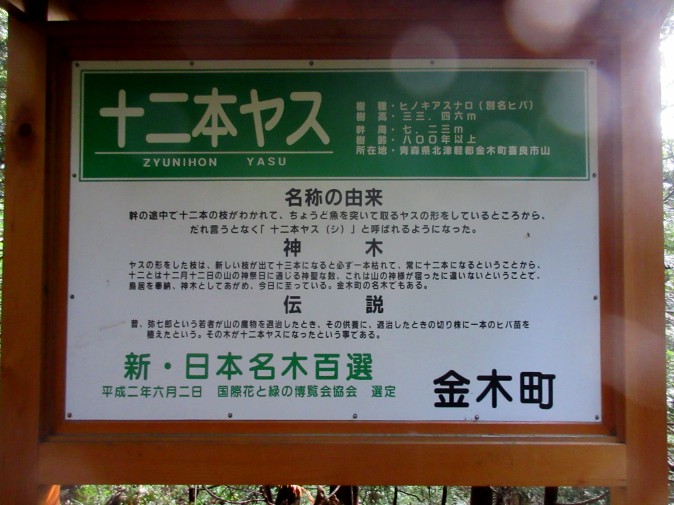 十二本ヤス
ZYUNIHON YASU
樹　種・ヒノキアスナロ（別名ヒバ）
樹　高・三三．四六m
幹　周・七．二三m
樹　齢・八〇〇年以上
所在地・青森県北津軽郡金木町喜良市山
名称の由来
幹の途中で十二本の枝がわかれて、ちょうど魚を突いて取るヤスの形をしているところから、
だれ言うとなく「十二本ヤス（シ）」と呼ばれるようになった。
神木
ヤスの形をした枝は、新しい枝が出て十三本になると必ず一本枯れて、常に十二本になるということから、
十二とは十二月十二日の山の神祭日に通じる神聖な数、これは山の神様が宿ったに違いないということで、
鳥居を奉納、神木としてあがめ、今日に至っている。金木町の名木でもある。
伝説
昔、弥七郎という若者が山の魔物を退治したとき、その供養に、退治したときの切り株に一本のヒバ苗を
植えたという。その木が十二本ヤスになったという事である。
新・日本名木百選
平成二年六月二日　国際花と緑の博覧会協会　選定
金木町